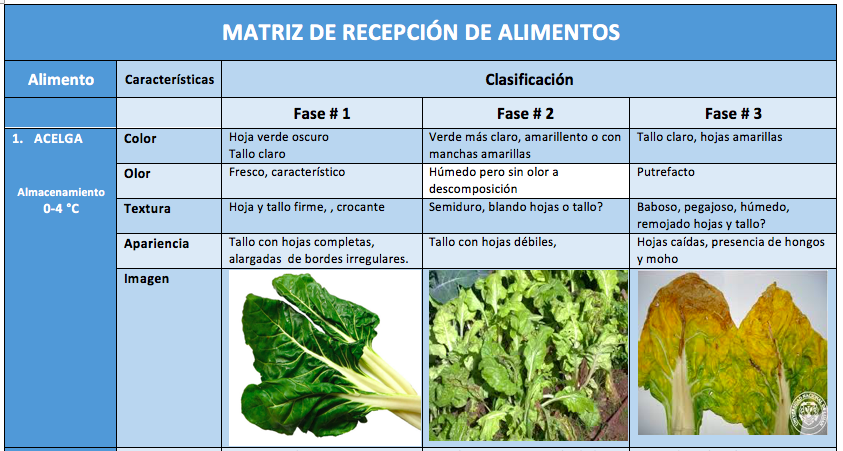 MATRIZ DE RECEPCIÓN DE ALIMENTOS
Alimento
Características
Clasificación
Fase # 1
Fase # 2
Fase # 3
1. ACELGA
Almacenamiento
0-4 °C
Color
Hoja verde oscuro
Tallo claro
Verde más claro, amarillento o con
manchas amarillas
Tallo claro, hojas amarillas
Olor
Fresco, característico
Húmedo pero sin olor a
descomposición
Putrefacto
Textura
Hoja y tallo firme, , crocante
Semiduro, blando hojas o tallo?
Baboso, pegajoso, húmedo,
remojado hojas y tallo?
Apariencia
Tallo con hojas completas,
alargadas de bordes irregulares.
Tallo con hojas débiles,
Hojas caídas, presencia de hongos
y moho
Imagen